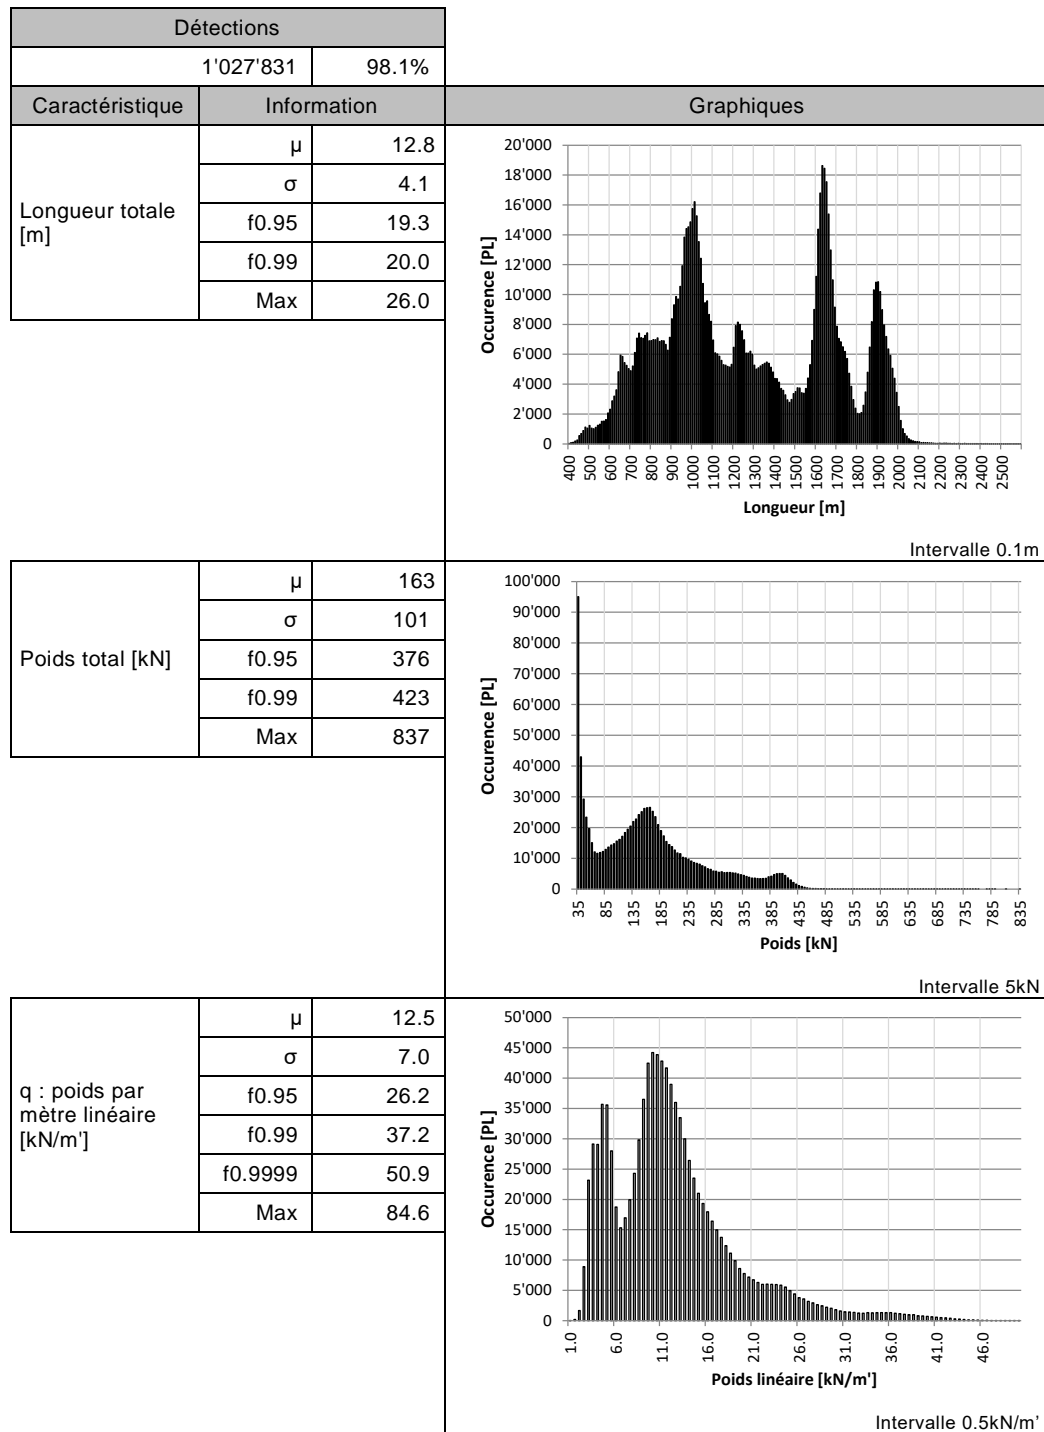 Détections
1'027'831 98.1%
Caractéristique Information Graphiques
Longueur totale [m]
μ 12.8
σ 4.1
f0.95 19.3
f0.99 20.0
Max 26.0
20'000
18'000
16'000
14'000
12'000
10'000
8'000
6'000
4'000
2'000
0
Occurence [PL]
400 500 600 700 800 900 1000 1100 1200 1300 1400 1500 1600 1700 1800 1900 2000 2100 2200 2300 2400 2500
Longueur [m]
Intervalle 0.1m
Poids total [kN]
μ 163
σ 101
f0.95 376
f0.99 423
Max 837
100'000
90'000
80'000
70'000
60'000
50'000
40'000
30'000
20'000
10'000
0
Occurence [PL]
35 85 135 185 235 285 335 385 435 485 535 585 635 685 735 785 835
Poids [kN]
Intervalle 5kN
q : poids par
mètre linéaire
[kN/m']
μ 12.5
σ 7.0
f0.95 26.2
f0.99 37.2
f0.9999 50.9
Max 84.6
50'000
45'000
40'000
35'000
30'000
25'000
20'000
15'000
10'000
5'000
0
Occurence [PL]
1.0 6.0 11.0 16.0 21.0 26.0 31.0 36.0 41.0 46.0
Poids linéaire [kN/m']
Intervalle 0.5kN/m’